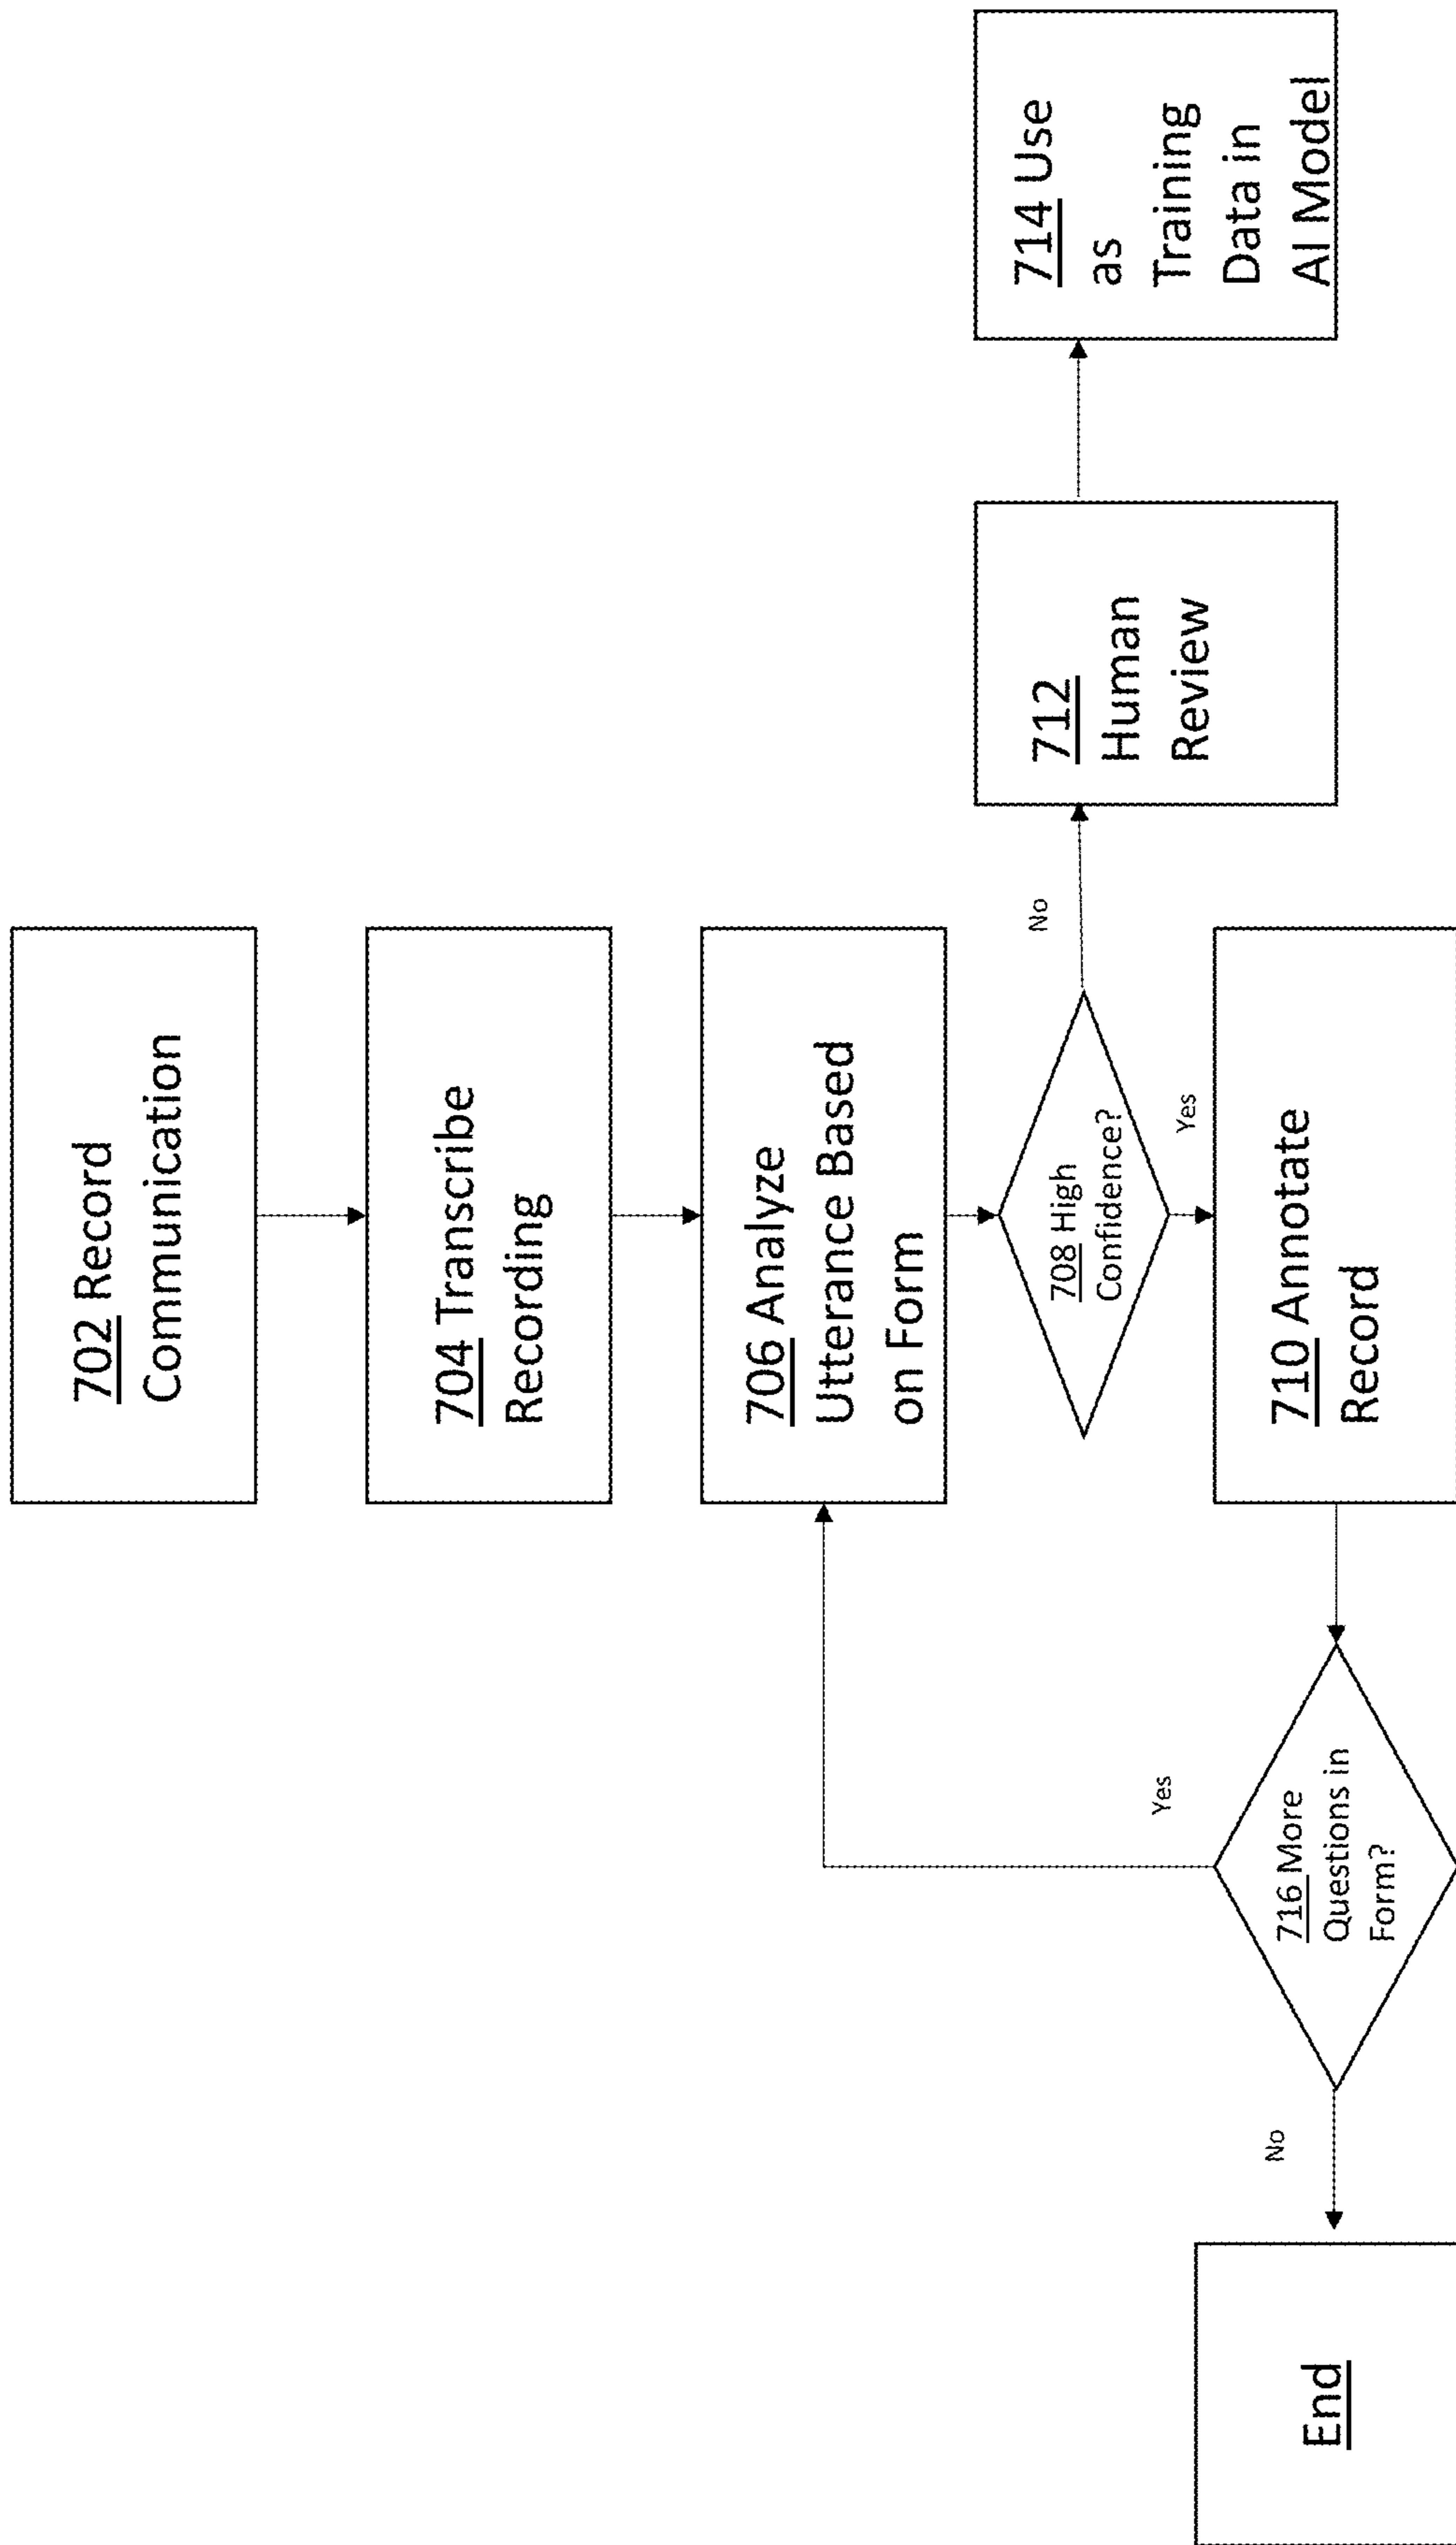 702 Record
Communication
704 Transcribe
Recording
706 Analyze
Utterance Based
on Form
708 High
Confidence?
No
Yes
712
Human
Review
714 Use
as
Training
Data in
AI Model
710 Annotate
Record
716 More
Questions in
Form?
Yes
No
End